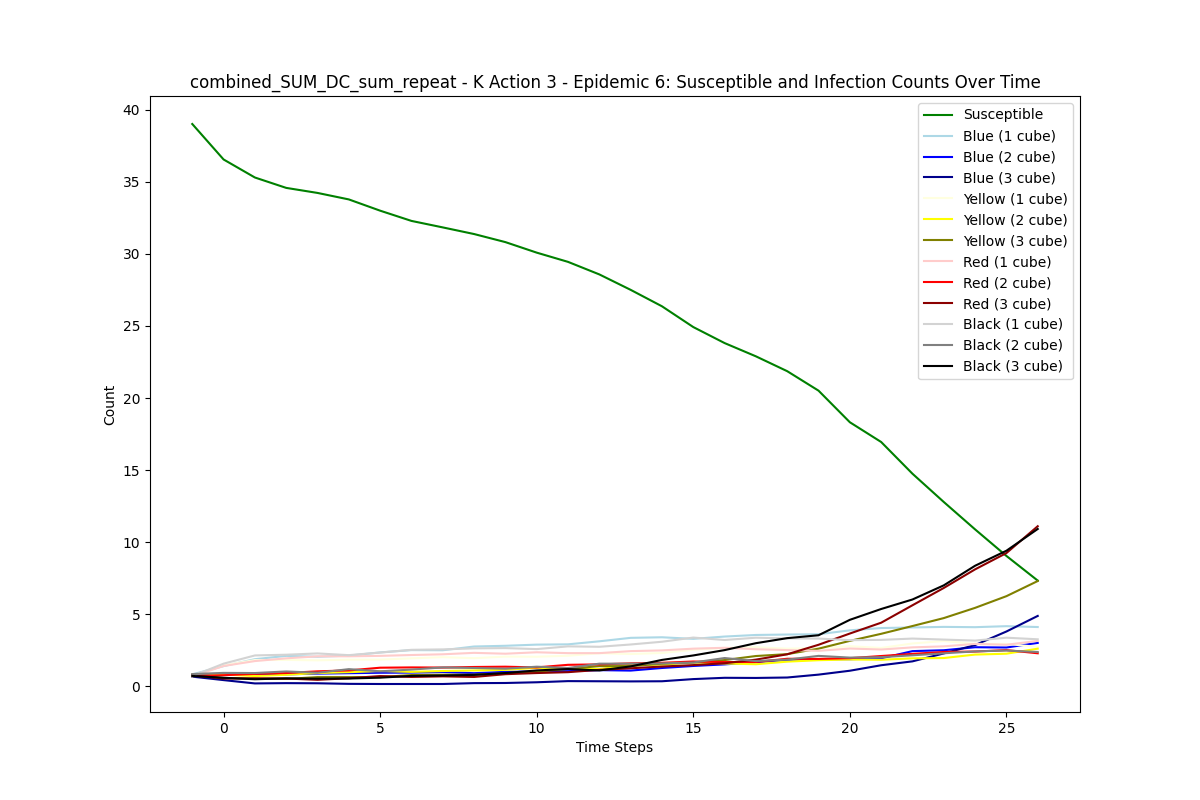 combined_SUM_DC_sum_repeat - K Action 3 - Epidemic 6: Susceptible and Infection Counts Over Time
40
35
30
25
20
15
10
5
0
Count
Susceptible
Blue (1 cube)
Blue (2 cube)
Blue (3 cube)
Yellow (1 cube)
Yellow (2 cube)
Yellow (3 cube)
Red (1 cube)
Red (2 cube)
Red (3 cube)
Black (1 cube)
Black (2 cube)
Black (3 cube)
0 5 10 15 20 25
Time Steps